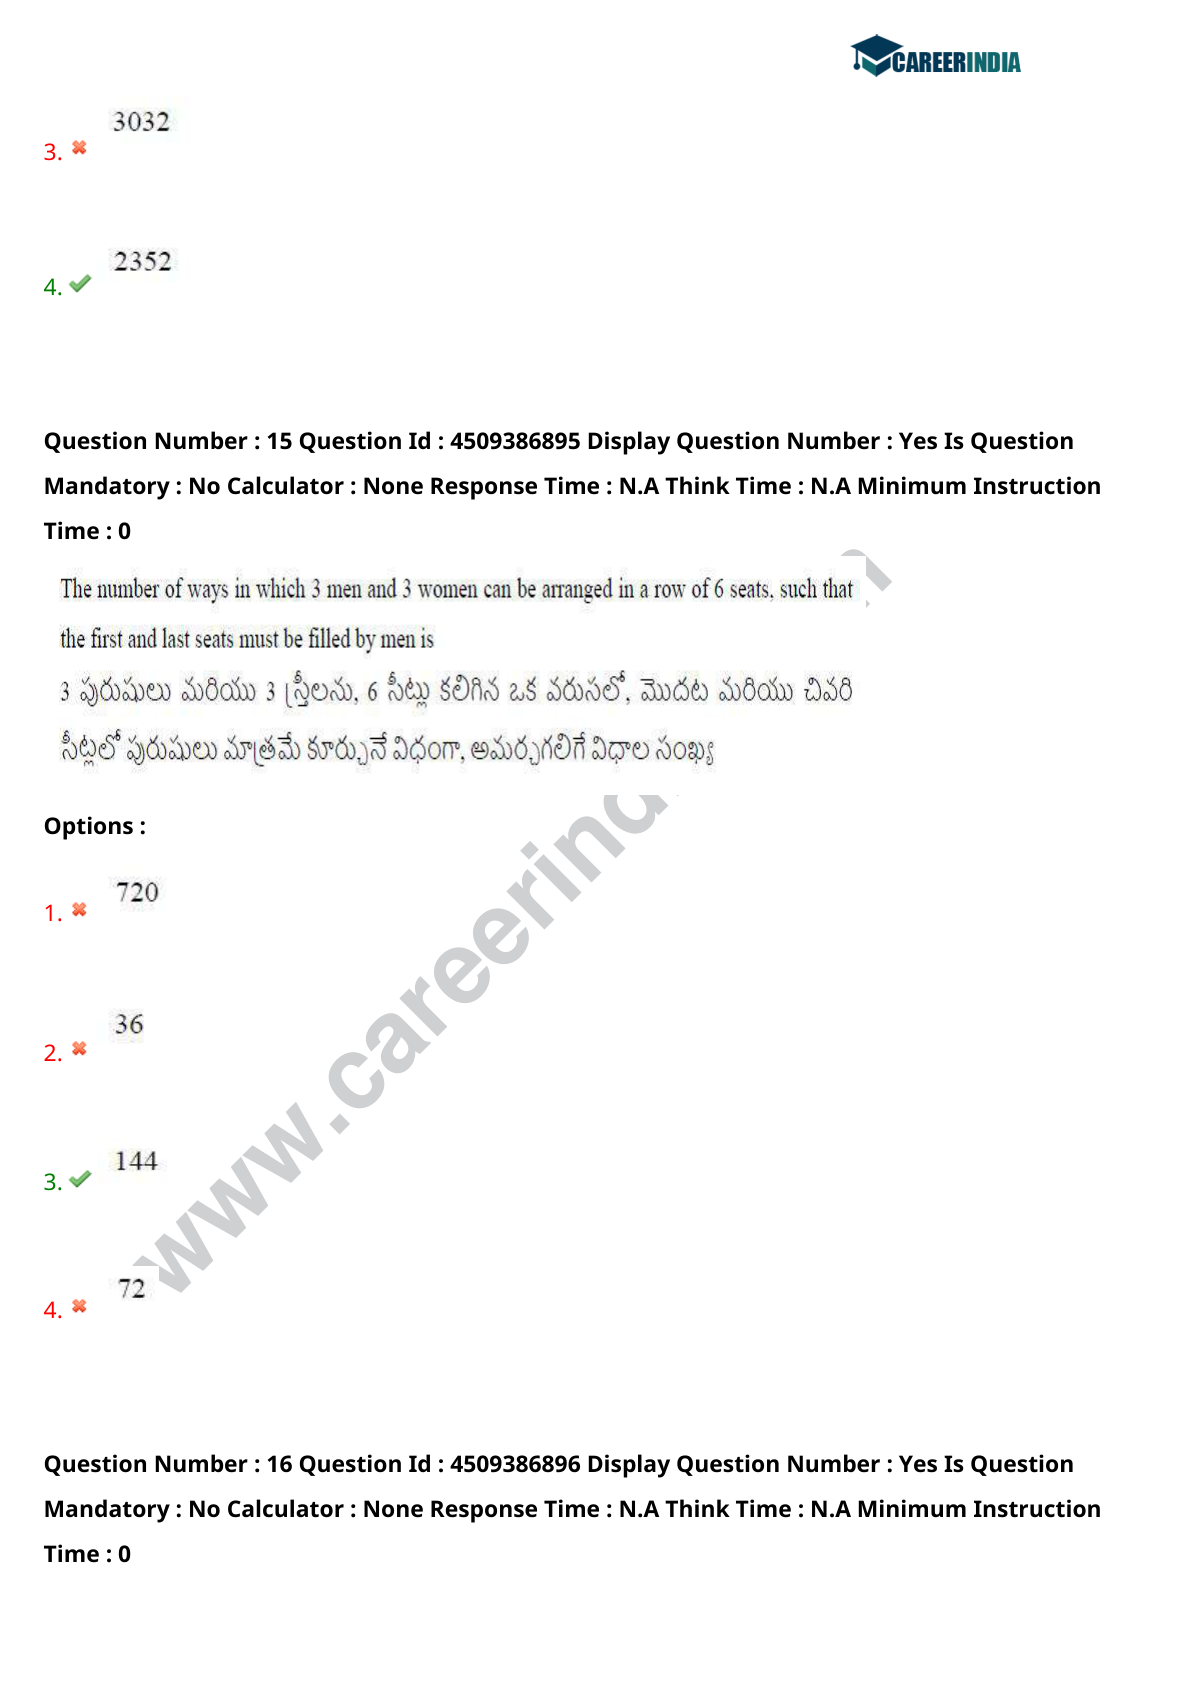 CAREERINDIA
3032
3.
2352
4.
Question Number : 15 Question Id : 4509386895 Display Question Number : Yes Is Question
Mandatory : No Calculator : None Response Time : N.A Think Time : N.A Minimum Instruction
Time : 0
The number of ways in which 3 men and 3 women can be arranged in a row of 6 seats, such that
the first and last seats must be filled by men is
3 పురుషులు మరియు 3 స్త్రీలను, 6 సీట్లు కలిగిన ఒక వరుసలో, మొదట మరియు చివరి
సీట్లలో పురుషులు మాత్రమే కూర్చునే విధంగా, అమర్చగలిగే విధాల సంఖ్య
Options :
720
1.
36
2.
144
3.
72
4.
www.careerind
Question Number : 16 Question Id : 4509386896 Display Question Number : Yes Is Question
Mandatory : No Calculator : None Response Time : N.A Think Time : N.A Minimum Instruction
Time : 0